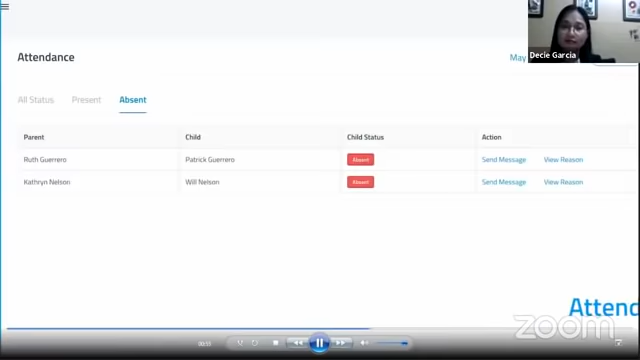 Decie Garcia
Attendance
May
All Status Present Absent
Parent Child Child Status Action
Ruth Guerrero Patrick Guerrero Absent Send Message View Reason
Kathryn Nelson Will Nelson Absent Send Message View Reason
Attend
zoom